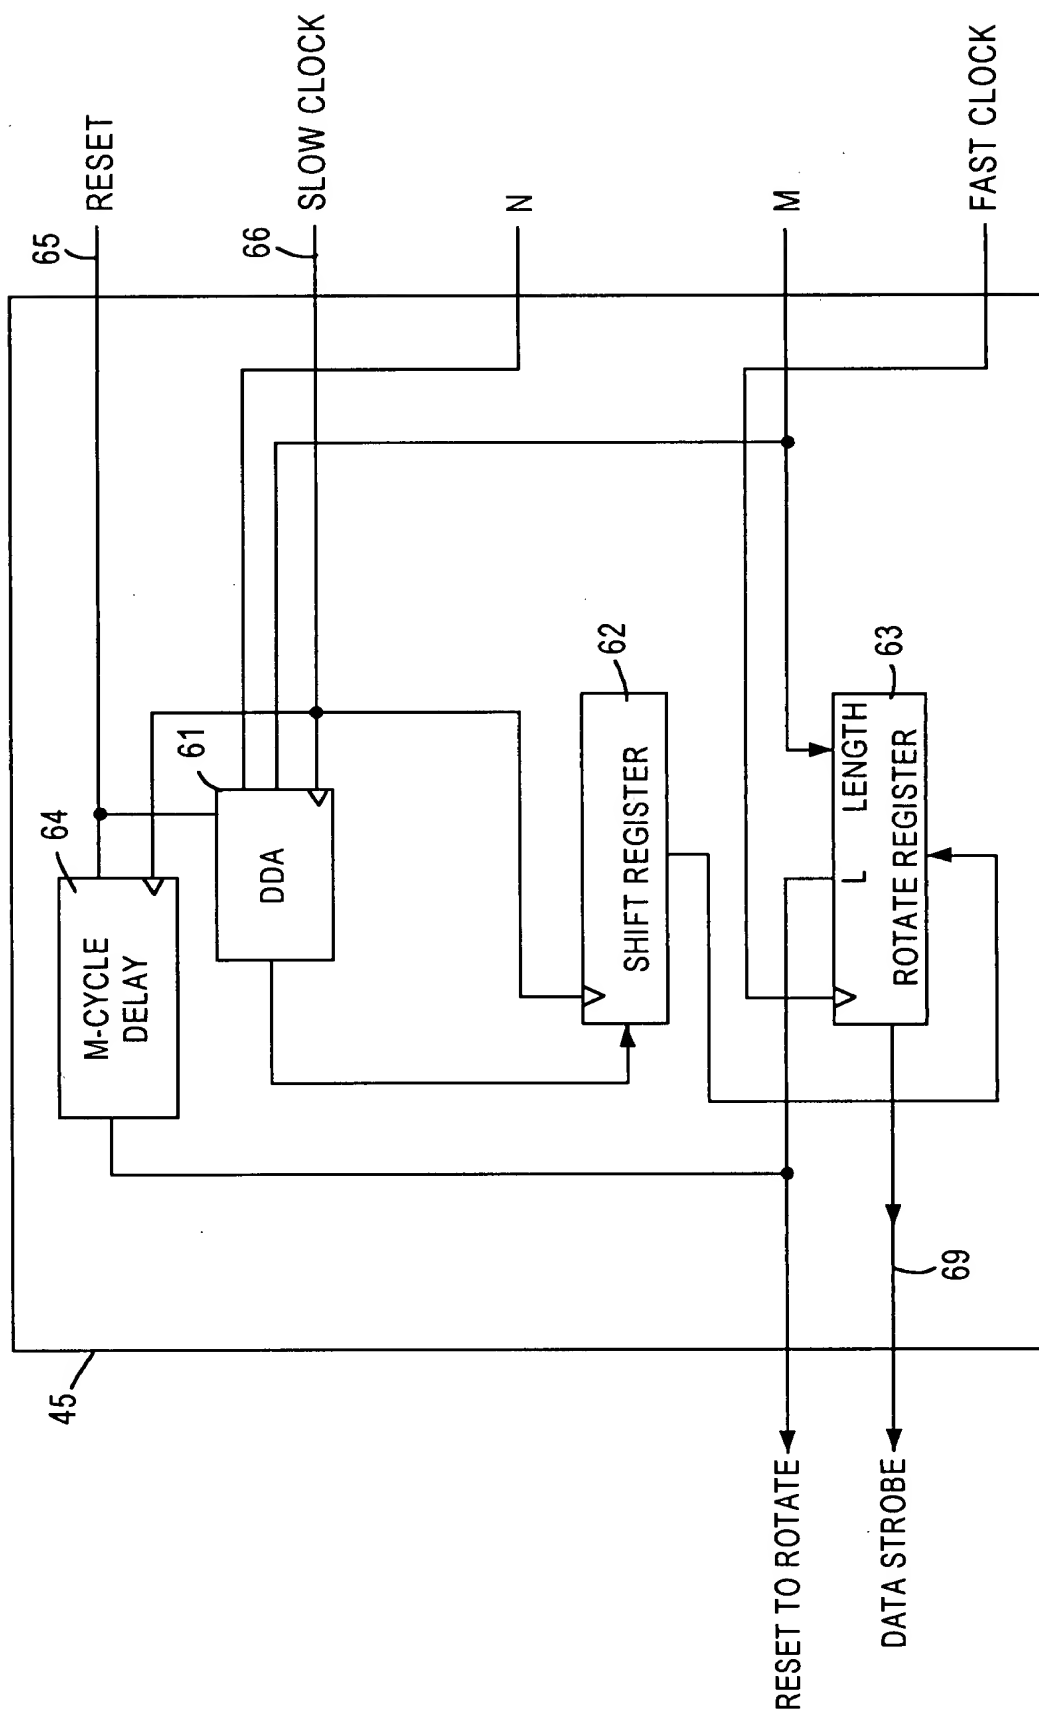 RESET
65
SLOW CLOCK
66
N
M
FAST CLOCK
64
M-CYCLE
DELAY
61
DDA
62
SHIFT REGISTER
63
L LENGTH
ROTATE REGISTER
45
69
RESET TO ROTATE
DATA STROBE